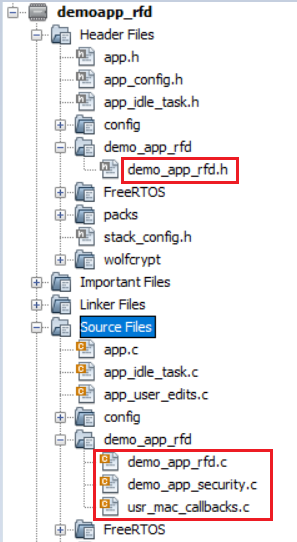 demoapp_rfd
Header Files
app.h
app_config.h
app_idle_task.h
config
demo_app_rfd
demo_app_rfd.h
FreeRTOS
packs
stack_config.h
wolfcrypt
Important Files
Linker Files
Source Files
app.c
app_idle_task.c
app_user_edits.c
config
demo_app_rfd
demo_app_rfd.c
demo_app_security.c
usr_mac_callbacks.c
FreeRTOS